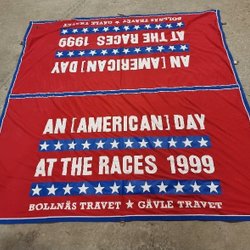 BOLLNÄS TRAVET ★ GÄVLE TRAVET
AT THE RACES 1999
AN [AMERICAN] DAY
AN [AMERICAN] DAY
AT THE RACES 1999
BOLLNÄS TRAVET ★ GÄVLE TRAVET